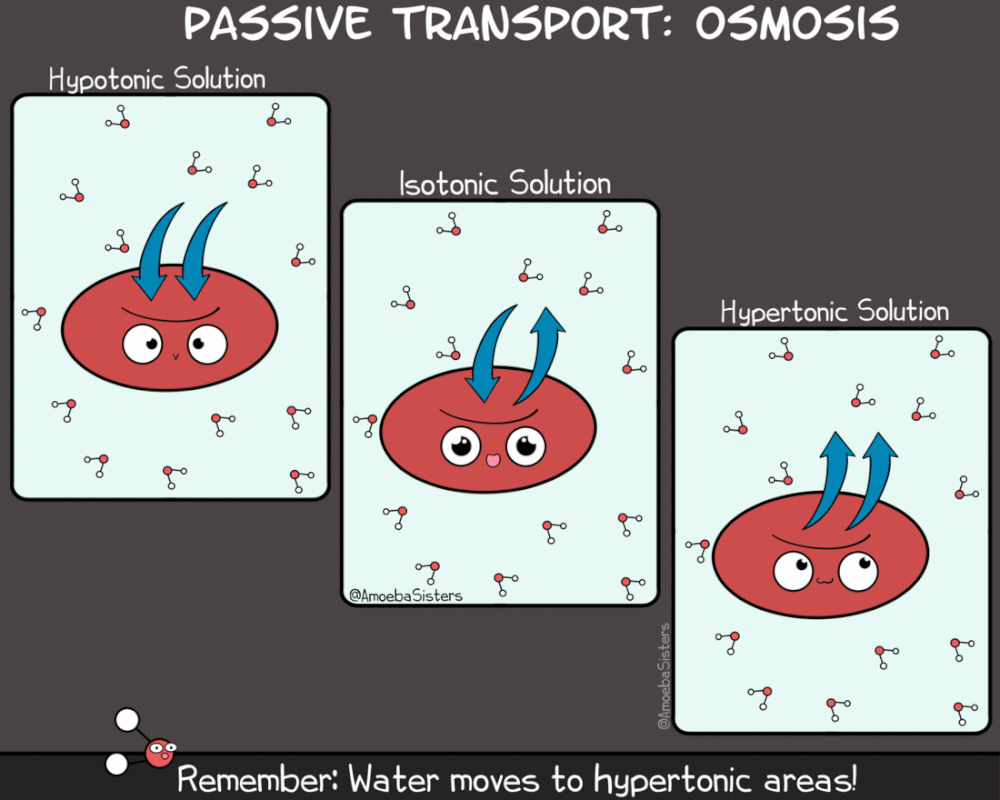 PASSIVE TRANSPORT: OSMOSIS
Hypotonic Solution
Isotonic Solution
Hypertonic Solution
@AmoebaSisters
@AmoebaSisters
Remember: Water moves to hypertonic areas!